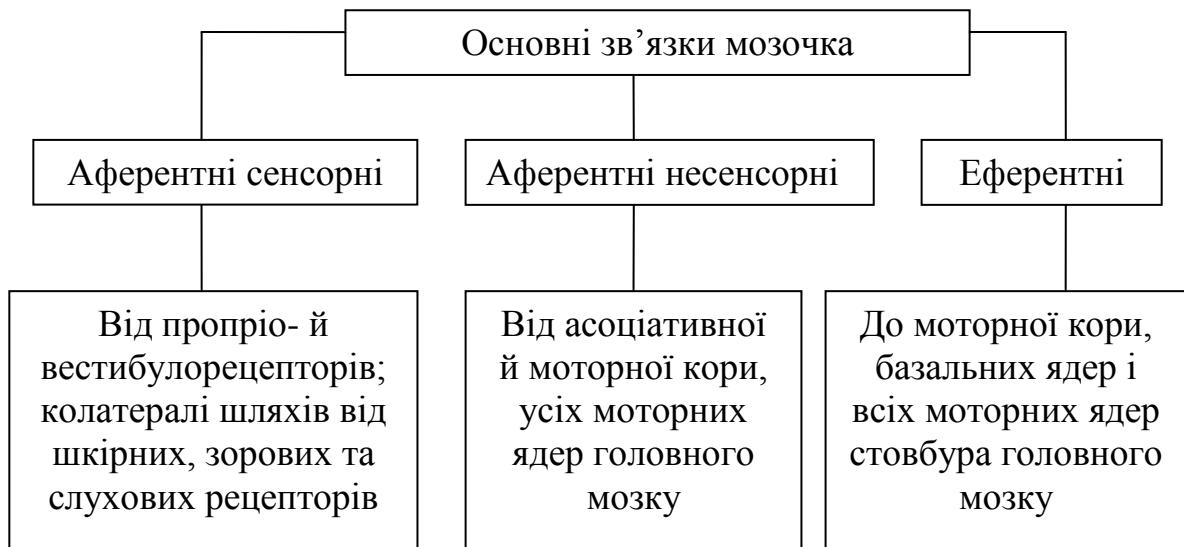 Основні зв’язки мозочка
Аферентні сенсорні
Аферентні несенсорні
Еферентні
Від пропріо- й
вестибулорецепторів;
колатералі шляхів від
шкірних, зорових та
слухових рецепторів
Від асоціативної
й моторної кори,
усіх моторних
ядер головного
мозку
До моторної кори,
базальних ядер і
всіх моторних ядер
стовбура головного
мозку